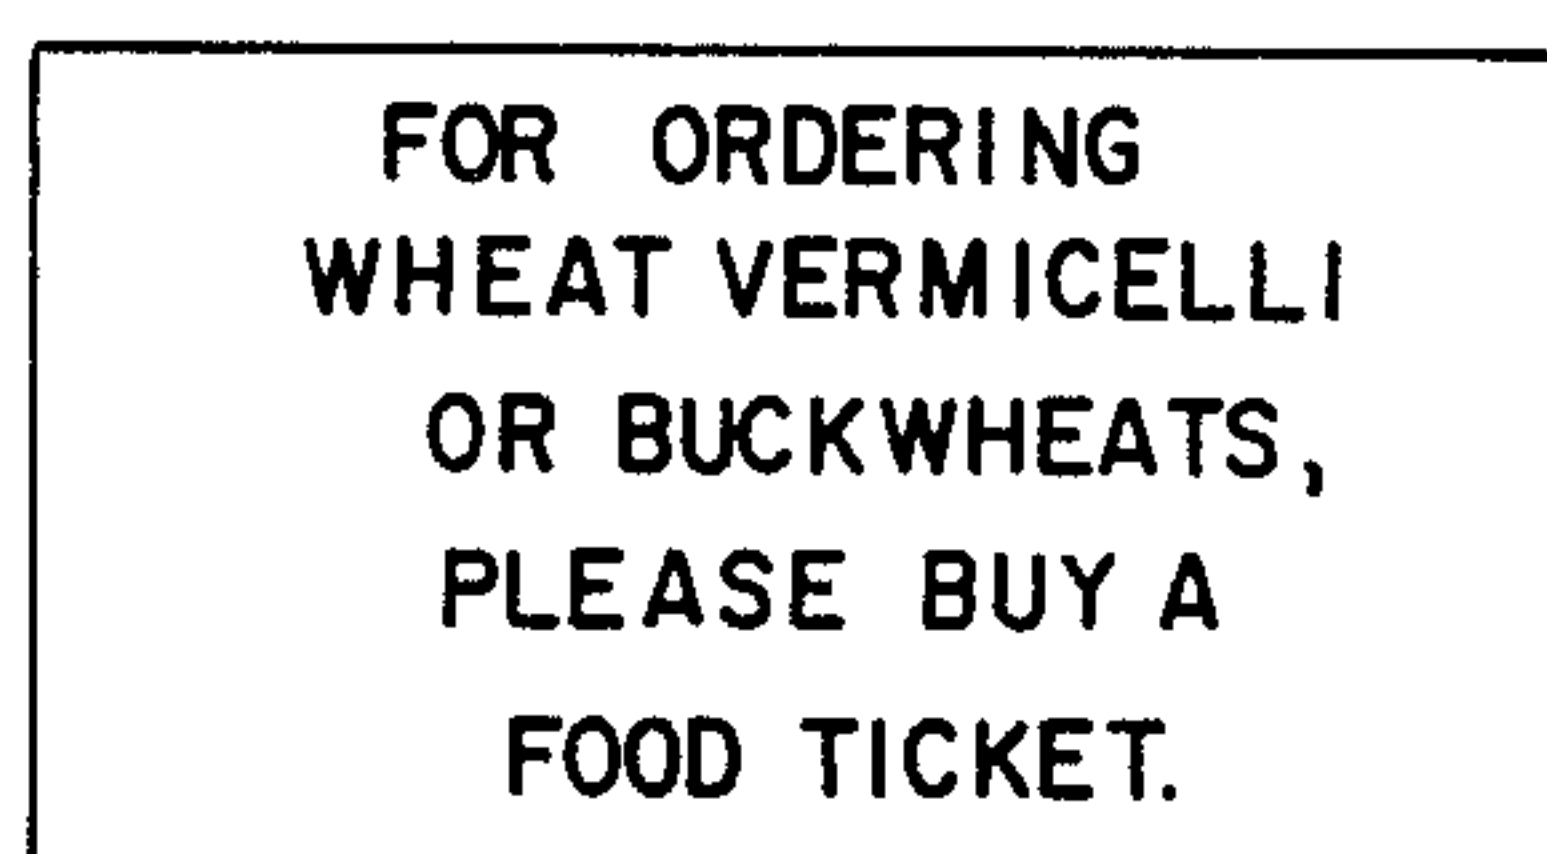 FOR ORDERING
WHEAT VERMICELLI
OR BUCKWHEATS,
PLEASE BUY A
FOOD TICKET.